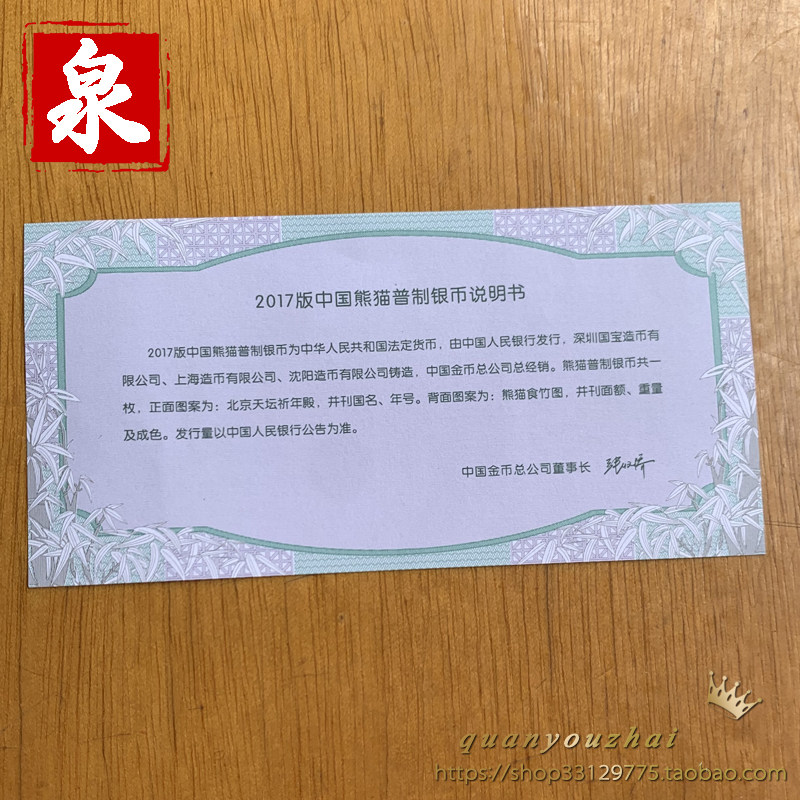 泉
2017版中国熊猫普制银币说明书
2017版中国熊猫普制银币为中华人民共和国法定货币，由中国人民银行发行，深圳国宝造币有
限公司、上海造币有限公司、沈阳造币有限公司铸造，中国金币总公司总经销。熊猫普制银币共一
枚，正面图案为：北京天坛祈年殿，并刊国名、年号。背面图案为：熊猫食竹图，并刊面额、重量
及成色。发行量以中国人民银行公告为准。
中国金币总公司董事长
quanyouzhai
https://shop33129775.taobao.com